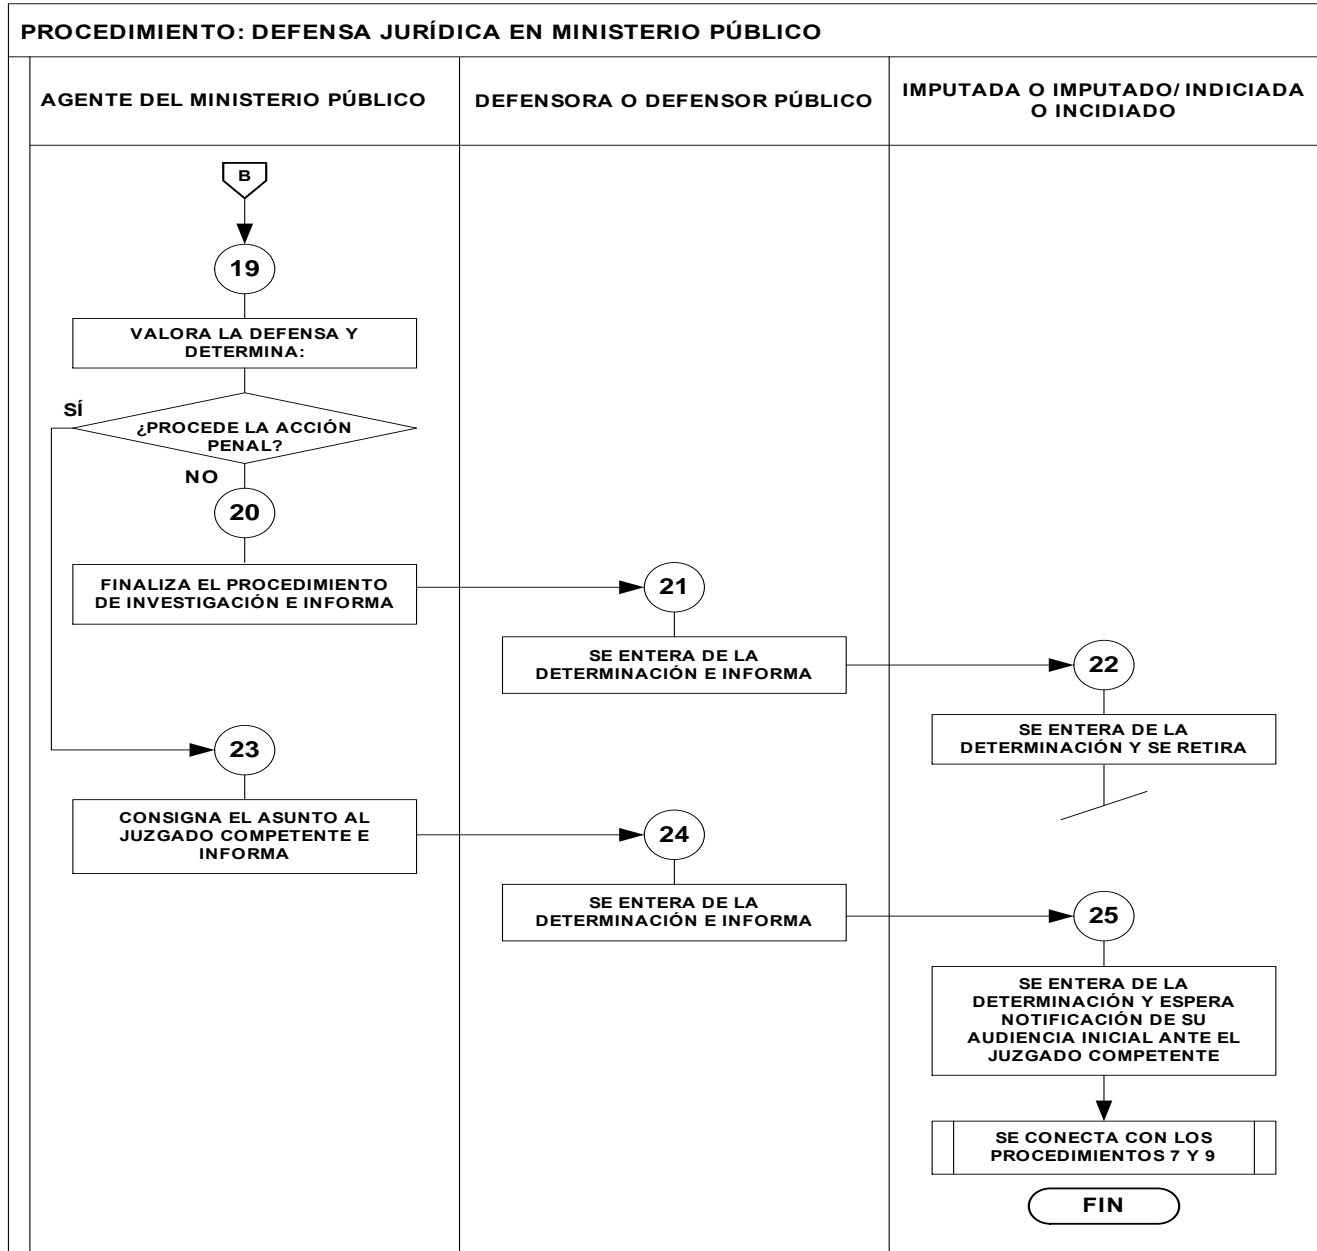 PROCEDIMIENTO: DEFENSA JURÍDICA EN MINISTERIO PÚBLICO
AGENTE DEL MINISTERIO PÚBLICO
DEFENSORA O DEFENSOR PÚBLICO
IMPUTADA O IMPUTADO/ INDICIADA
O INCIDIADO
B
19
VALORA LA DEFENSA Y
DETERMINA:
SÍ
¿PROCEDE LA ACCIÓN
PENAL?
NO
20
FINALIZA EL PROCEDIMIENTO
DE INVESTIGACIÓN E INFORMA
21
SE ENTERA DE LA
DETERMINACIÓN E INFORMA
22
SE ENTERA DE LA
DETERMINACIÓN Y SE RETIRA
23
CONSIGNA EL ASUNTO AL
JUZGADO COMPETENTE E
INFORMA
24
SE ENTERA DE LA
DETERMINACIÓN E INFORMA
25
SE ENTERA DE LA
DETERMINACIÓN Y ESPERA
NOTIFICACIÓN DE SU
AUDIENCIA INICIAL ANTE EL
JUZGADO COMPETENTE
SE CONECTA CON LOS
PROCEDIMIENTOS 7 Y 9
FIN